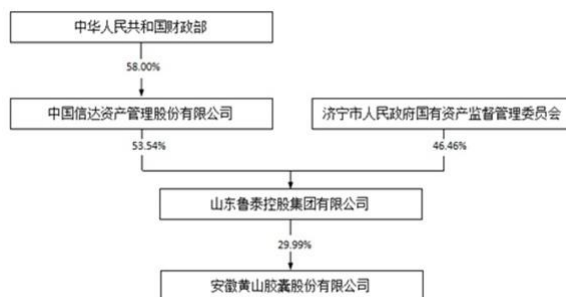 中华人民共和国财政部
58.00%
中国信达资产管理股份有限公司
济宁市人民政府国有资产监督管理委员会
53.54%
46.46%
山东鲁泰控股集团有限公司
29.99%
安徽黄山胶囊股份有限公司